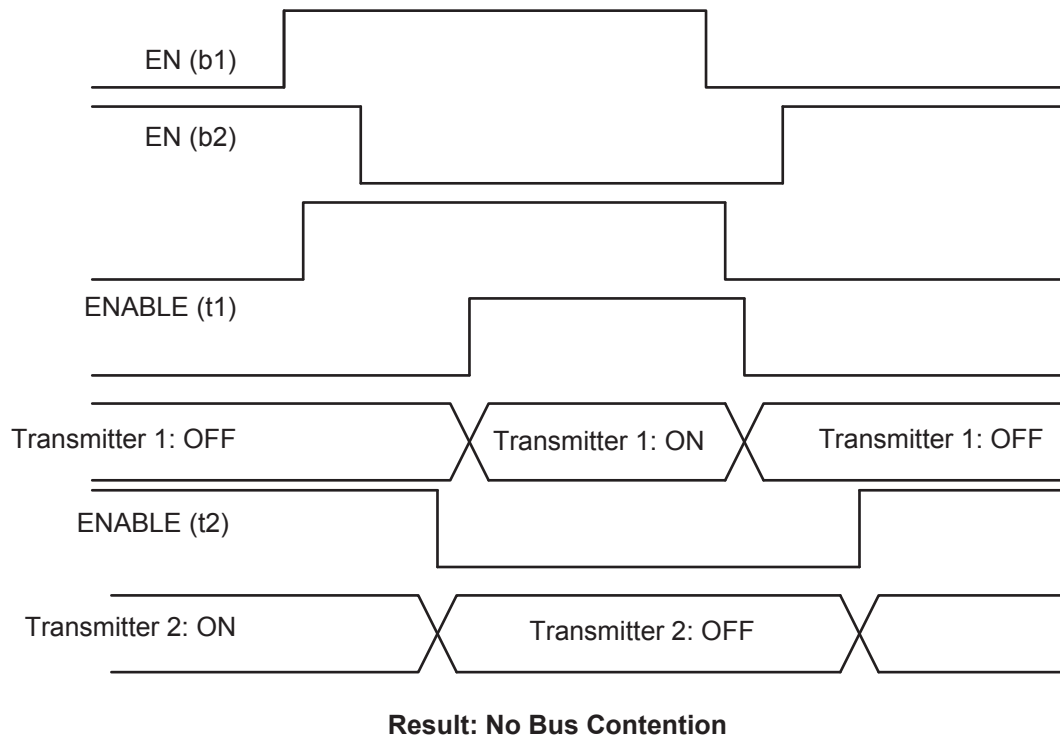 EN (b1)
EN (b2)
ENABLE (t1)
Transmitter 1: OFF
Transmitter 1: ON
Transmitter 1: OFF
ENABLE (t2)
Transmitter 2: ON
Transmitter 2: OFF
Result: No Bus Contention